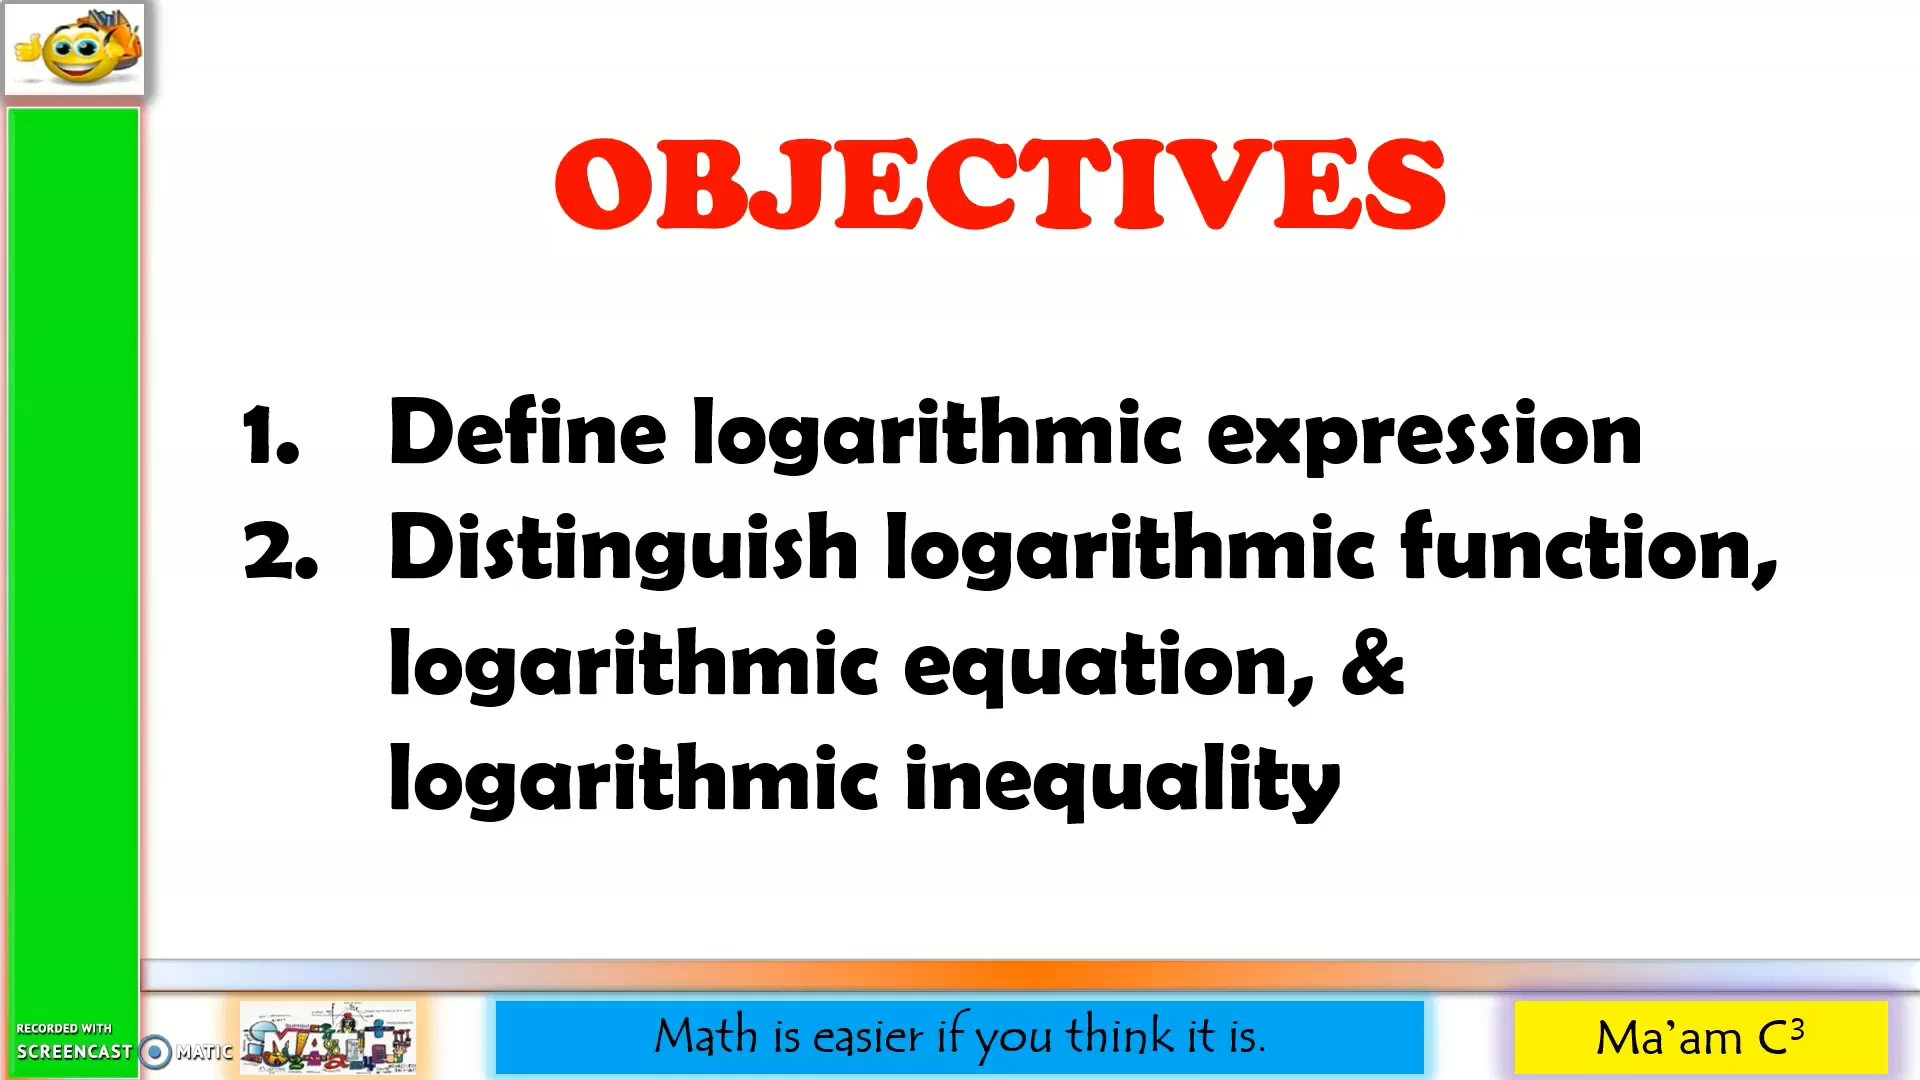 OBJECTIVES
1. Define logarithmic expression
2. Distinguish logarithmic function,
logarithmic equation, &
logarithmic inequality
RECORDED WITH
SCREENCAST MATIC
MATH
Math is easier if you think it is.
Ma'am C³